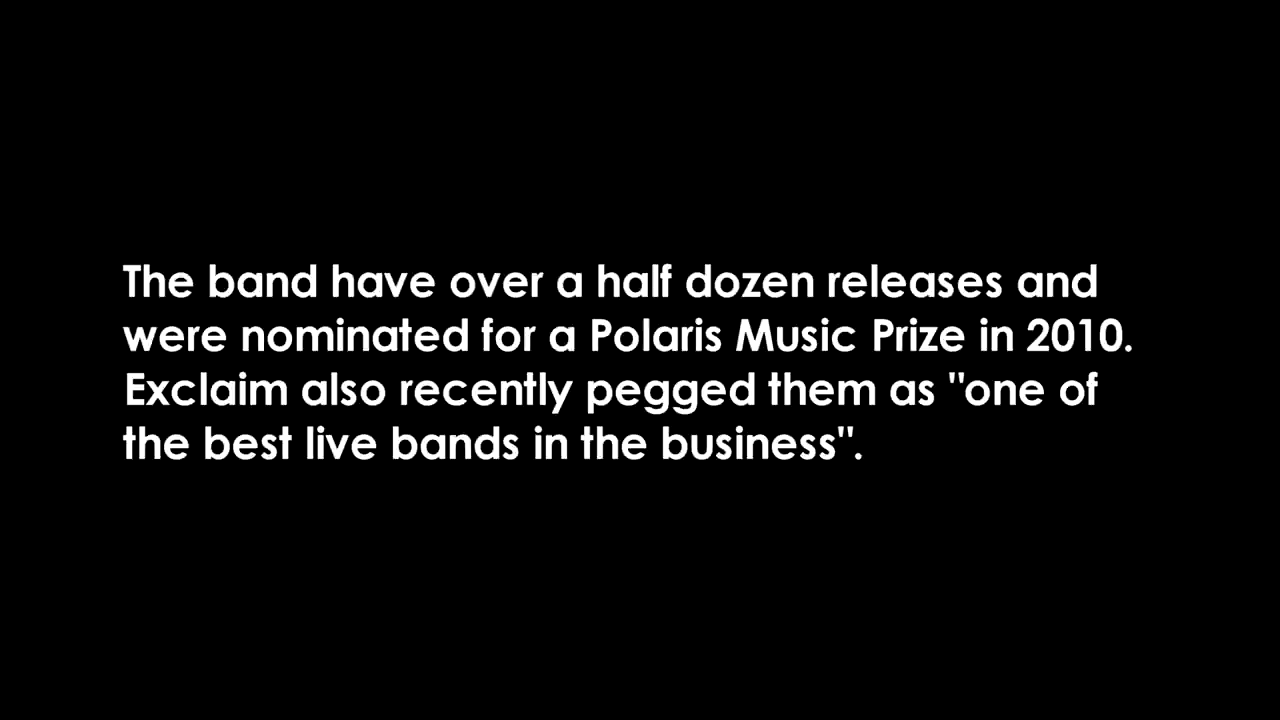 The band have over a half dozen releases and
were nominated for a Polaris Music Prize in 2010.
Exclaim also recently pegged them as "one of
the best live bands in the business".